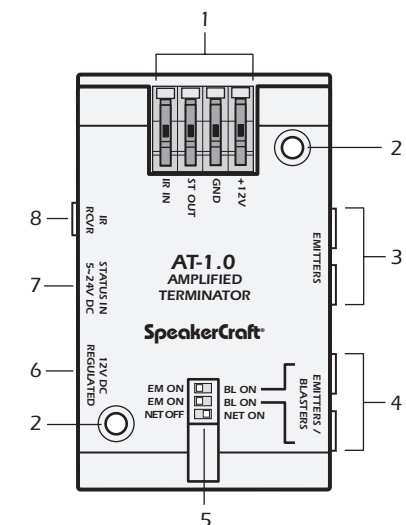 1
2
IR IN
ST OUT
GND
+12V
8
IR
RCVR
EMITTERS
3
7
STATUS IN
5~24V DC
AT-1.0
AMPLIFIED
TERMINATOR
SpeakerCraft®
6
12V DC
REGULATED
EMITTERS /
BLASTERS
4
EM ON BL ON
EM ON BL ON
NET OFF NET ON
2
5